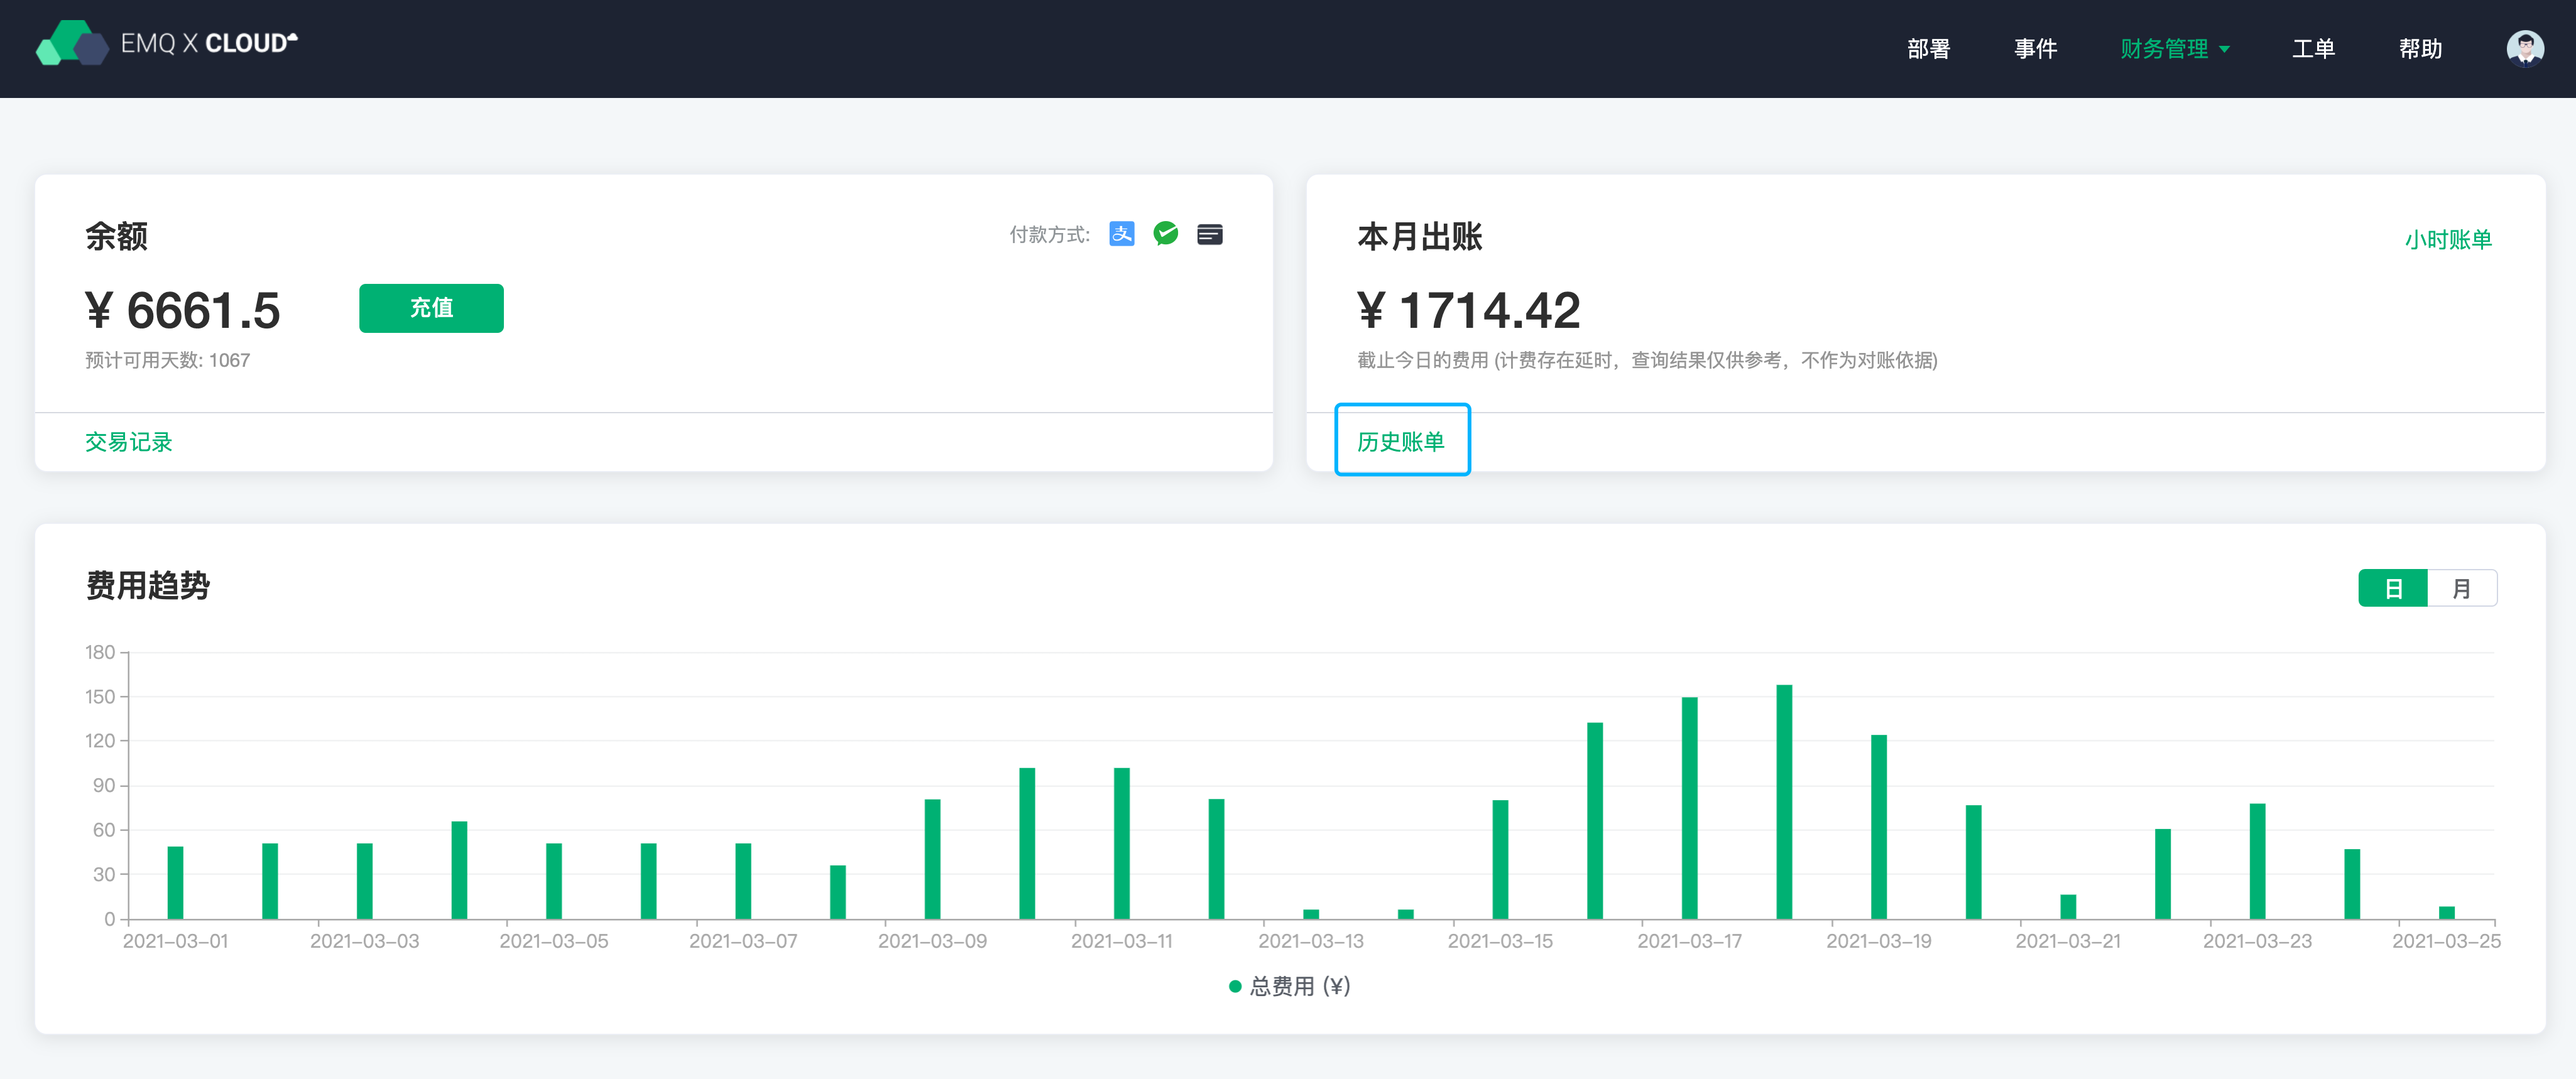 EMQ X CLOUD
部署 事件 财务管理 工单 帮助
余额
付款方式: 支
¥ 6661.5
充值
预计可用天数: 1067
交易记录
本月出账
小时账单
¥ 1714.42
截止今日的费用 (计费存在延时，查询结果仅供参考，不作为对账依据)
历史账单
费用趋势
日 月
180
150
120
90
60
30
0
2021-03-01 2021-03-03 2021-03-05 2021-03-07 2021-03-09 2021-03-11 2021-03-13 2021-03-15 2021-03-17 2021-03-19 2021-03-21 2021-03-23 2021-03-25
总费用 (¥)